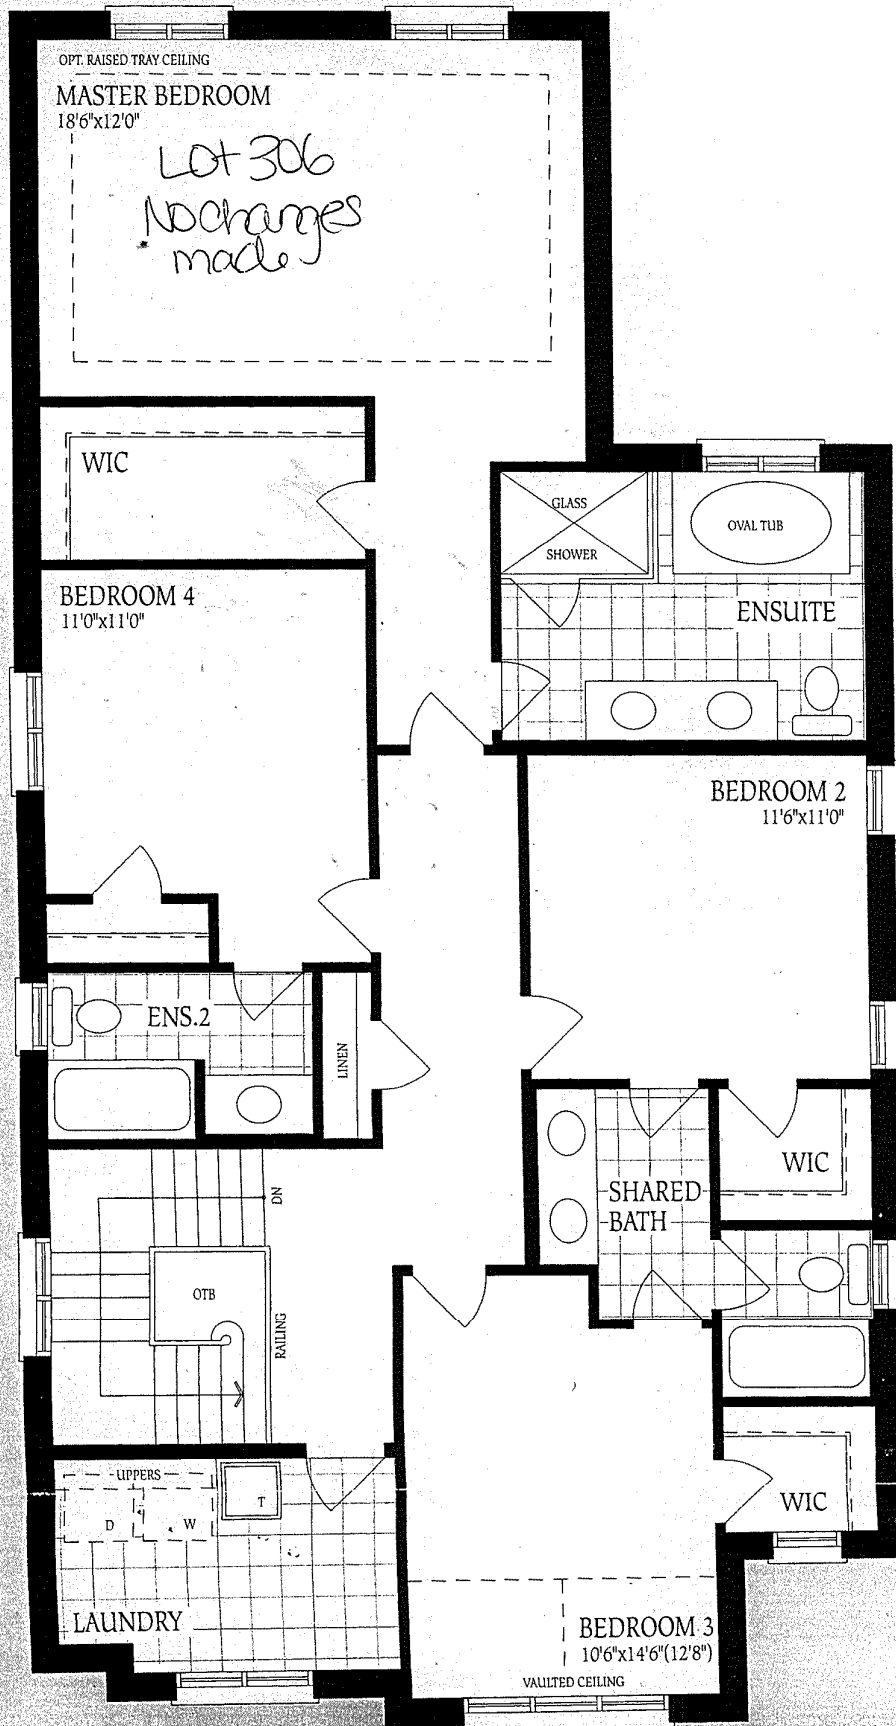 OPT. RAISED TRAY CEILING
MASTER BEDROOM
18'6"x12'0"
Lot 306
No changes
made
WIC
GLASS
SHOWER
OVAL TUB
ENSUITE
BEDROOM 4
11'0"x11'0"
BEDROOM 2
11'6"x11'0"
ENS.2
LINEN
WIC
SHARED
BATH
DN
OTB
RAILING
UPPERS
D
W
T
LAUNDRY
WIC
BEDROOM 3
10'6"x14'6"(12'8")
VAULTED CEILING